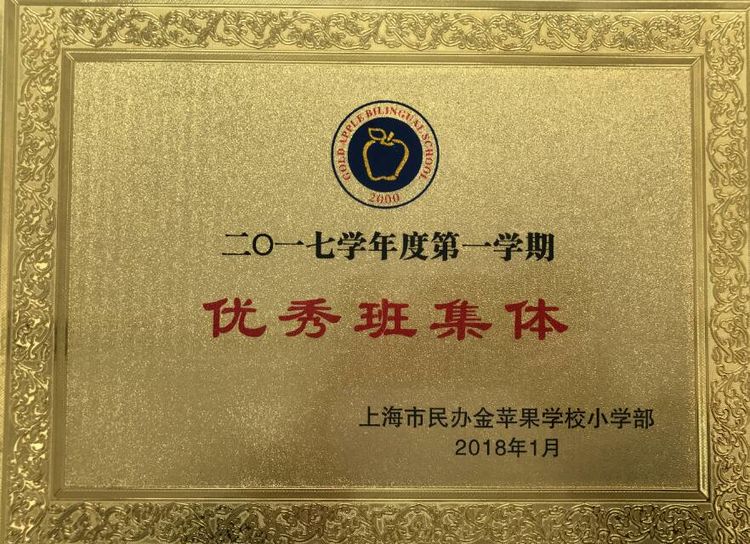 GOLD APPLE BILINGUAL SCHOOL
2000
二〇一七学年度第一学期
优秀班集体
上海市民办金苹果学校小学部
2018年1月